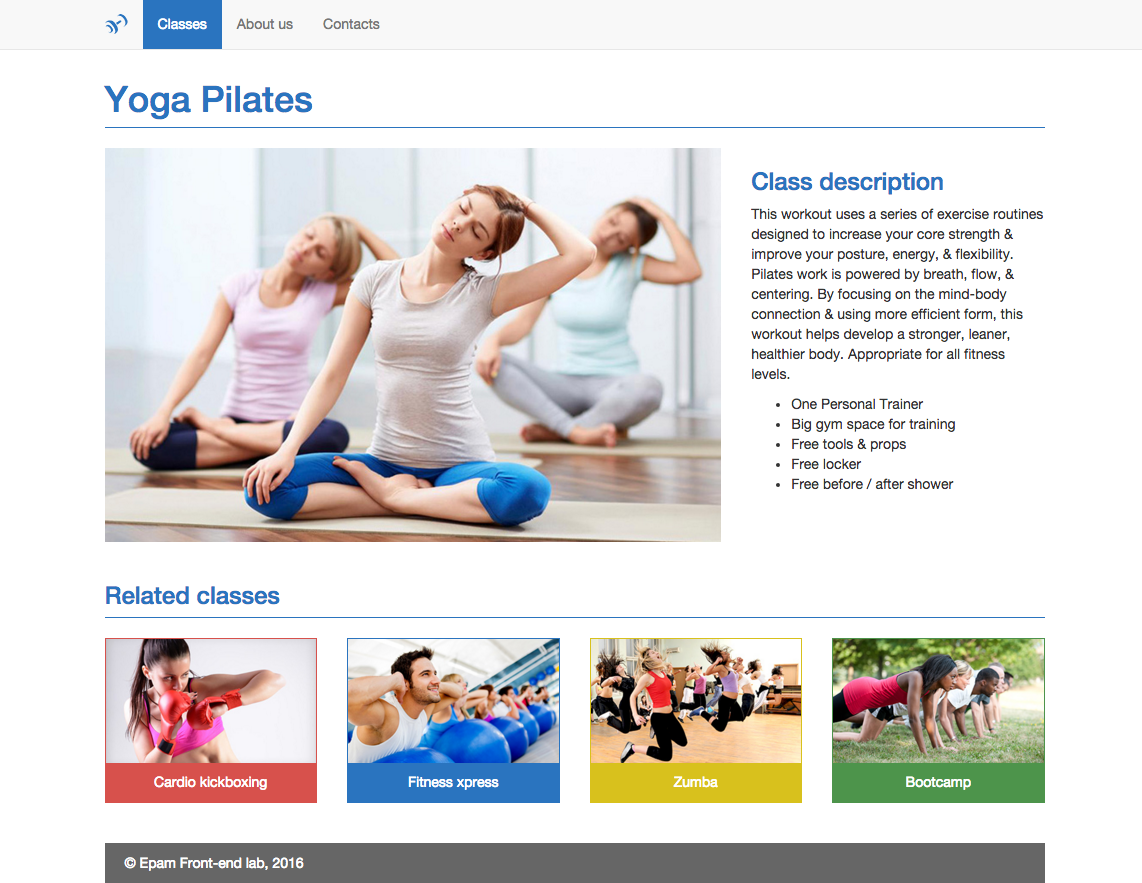 Classes About us Contacts
Yoga Pilates
Class description
This workout uses a series of exercise routines
designed to increase your core strength &
improve your posture, energy, & flexibility.
Pilates work is powered by breath, flow, &
centering. By focusing on the mind-body
connection & using more efficient form, this
workout helps develop a stronger, leaner,
healthier body. Appropriate for all fitness
levels.
• One Personal Trainer
• Big gym space for training
• Free tools & props
• Free locker
• Free before / after shower
Related classes
Cardio kickboxing
Fitness xpress
Zumba
Bootcamp
© Epam Front-end lab, 2016